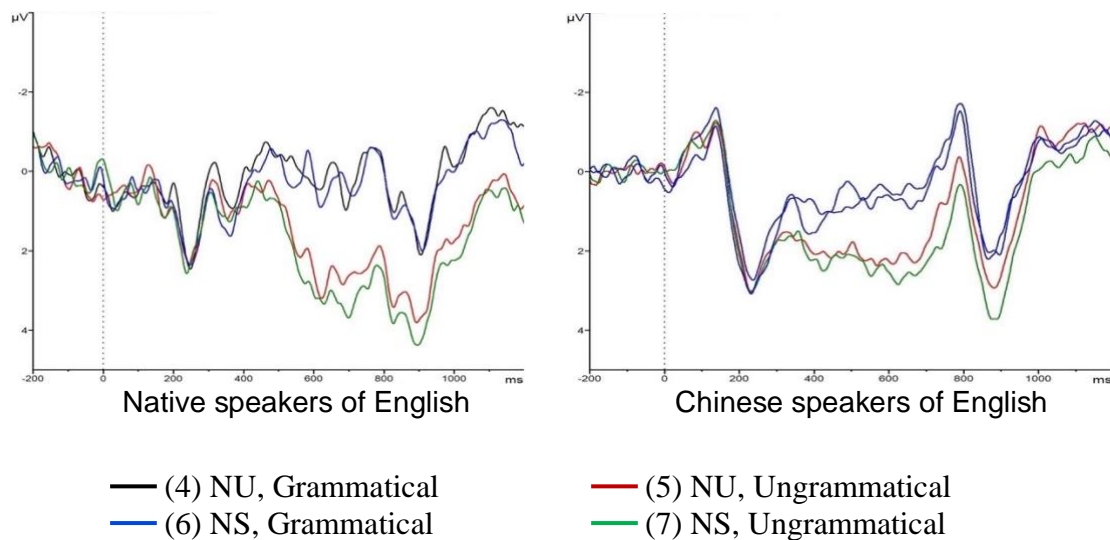 µV
µV
-2
-2
0
0
2
2
4
4
-200 0 200 400 600 800 1000 ms
-200 0 200 400 600 800 1000 ms
Native speakers of English
Chinese speakers of English
(4) NU, Grammatical
(5) NU, Ungrammatical
(6) NS, Grammatical
(7) NS, Ungrammatical